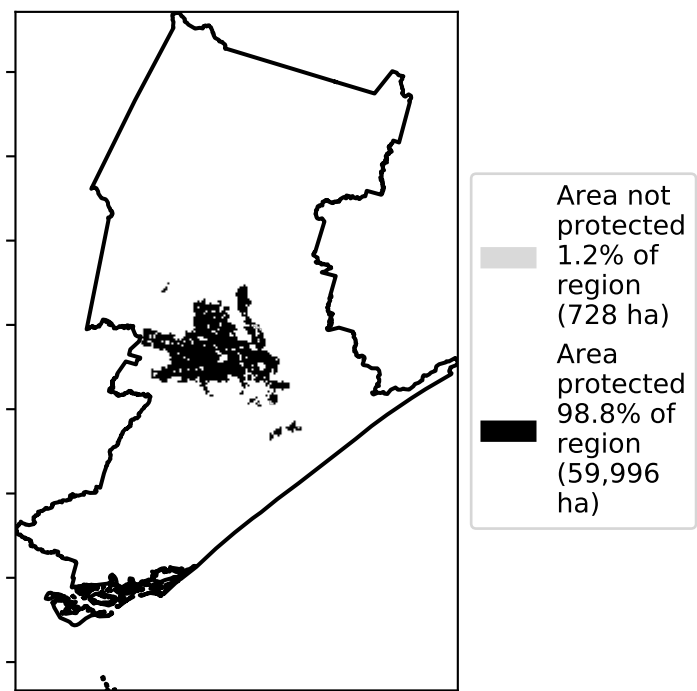 Area not
protected
1.2% of
region
(728 ha)
Area
protected
98.8% of
region
(59,996
ha)